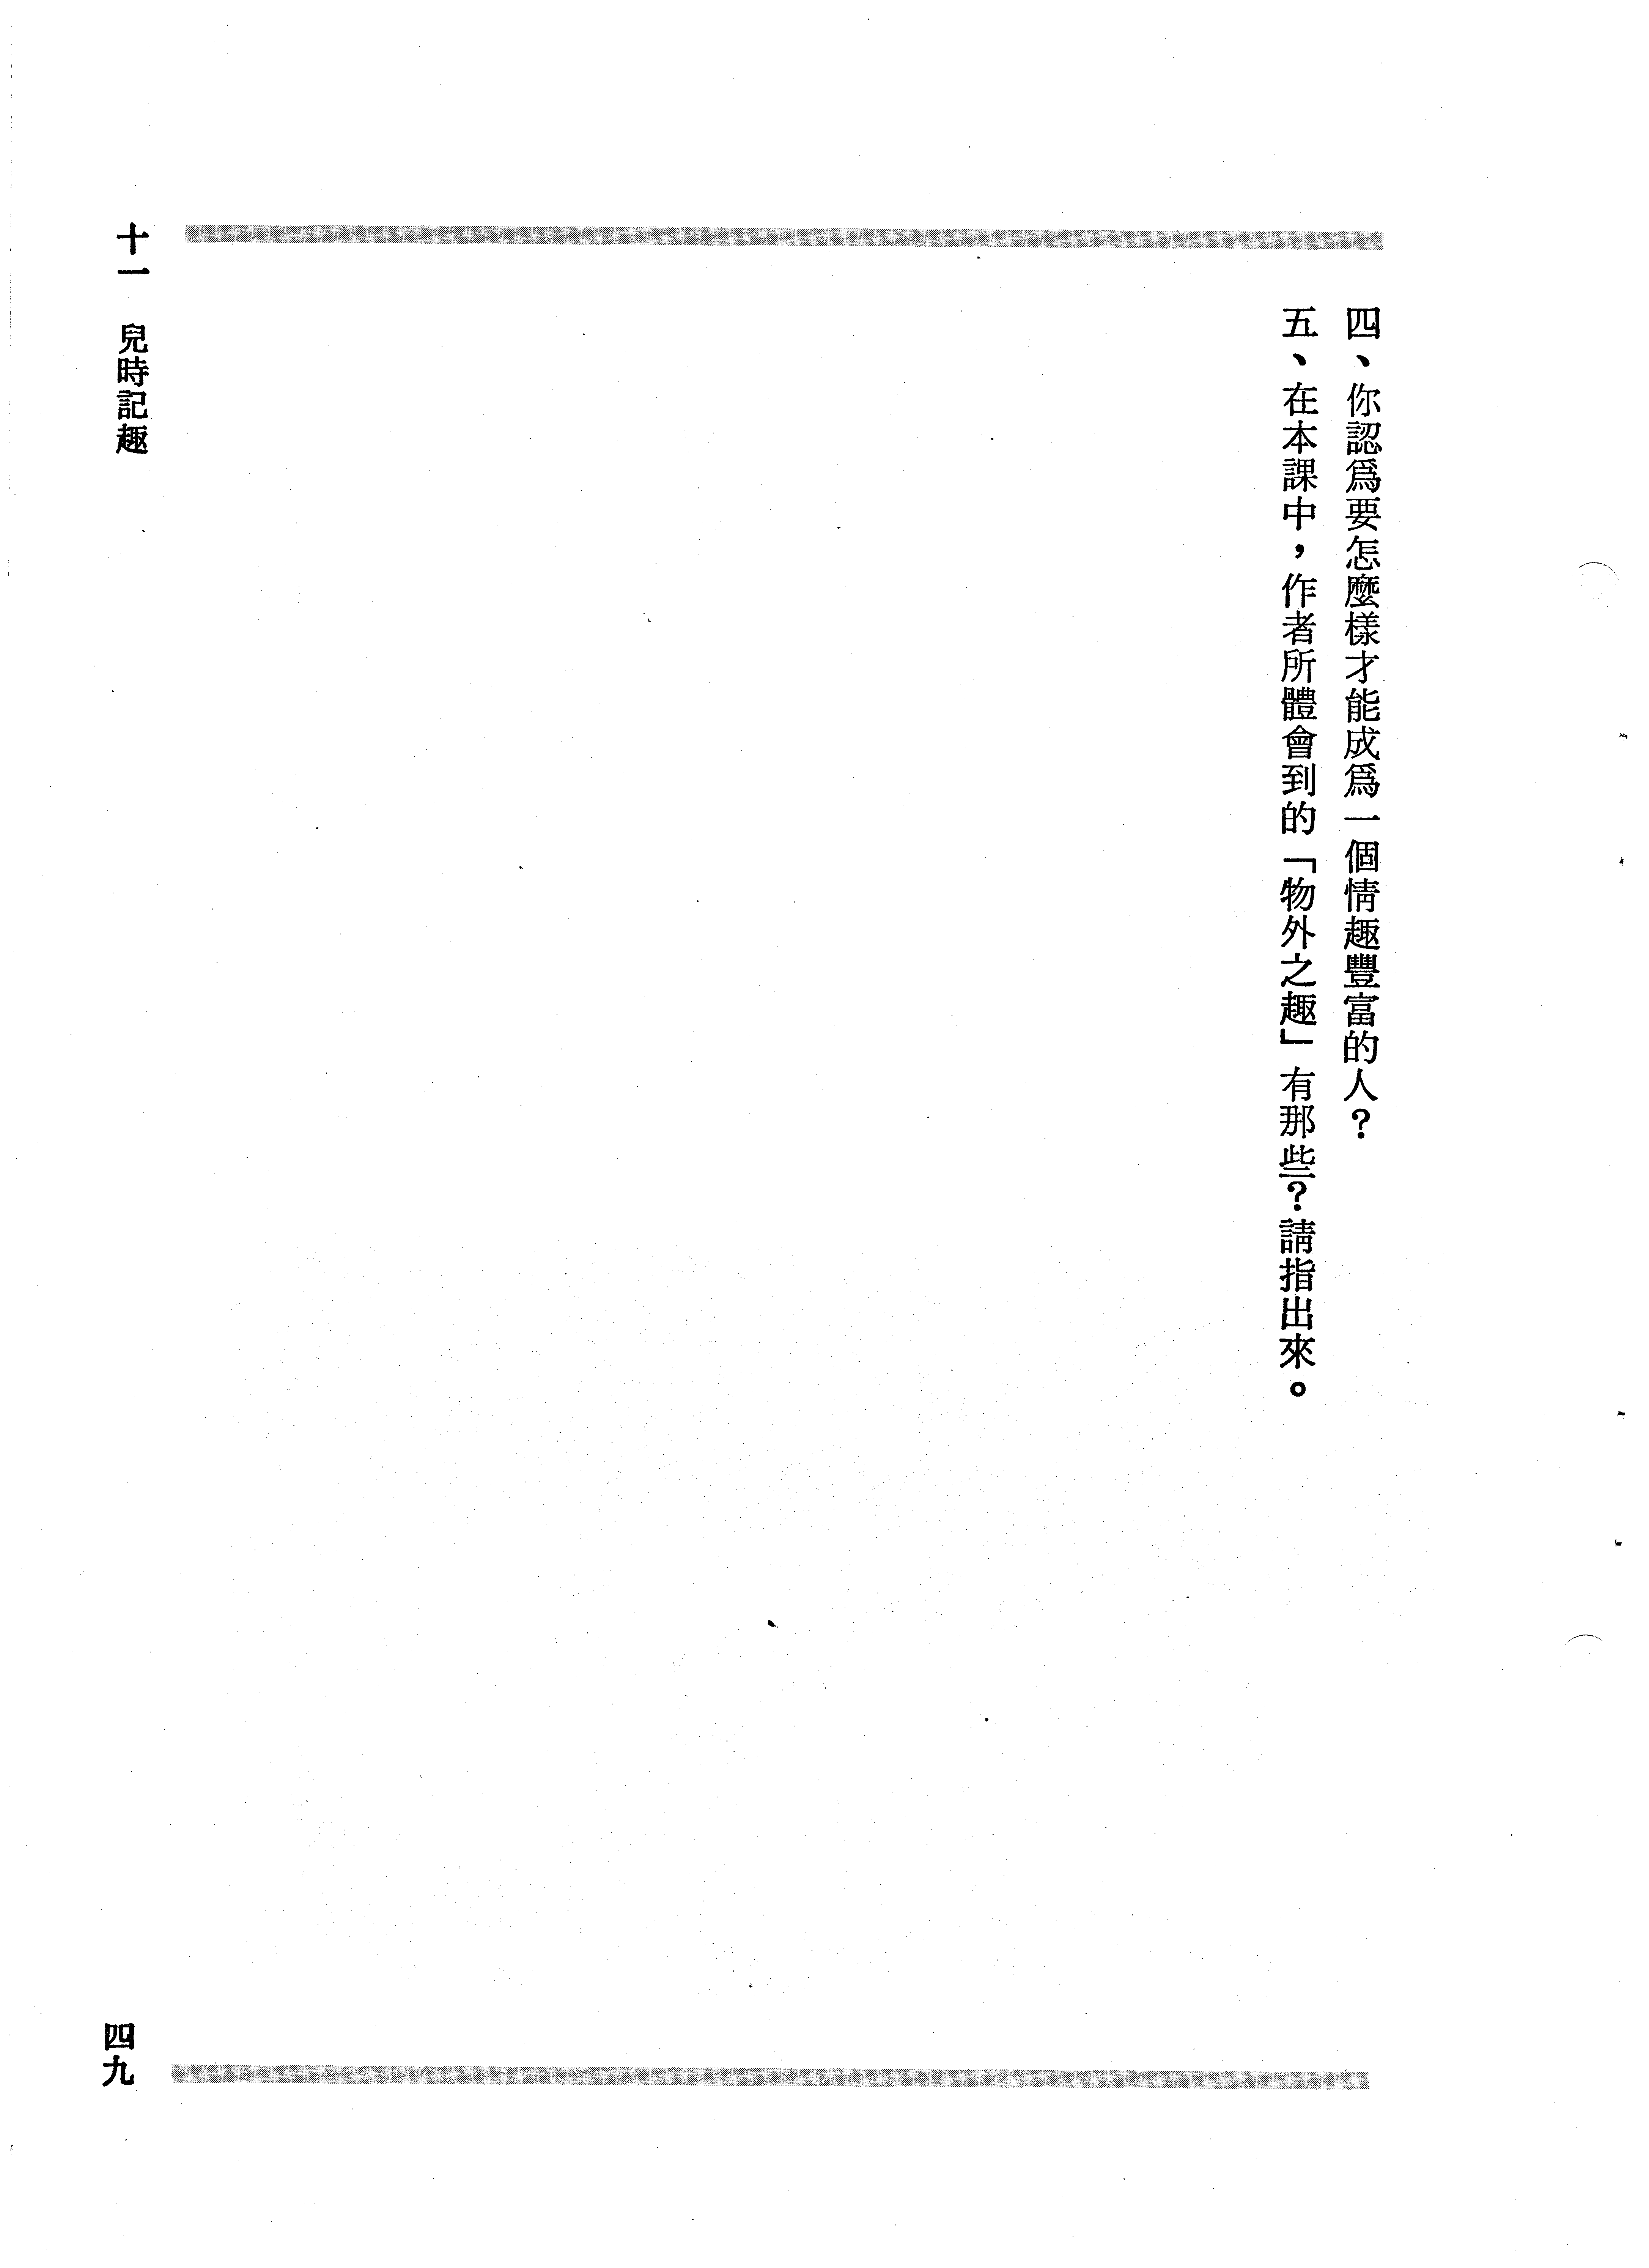 四、你認爲要怎麼樣才能成爲一個情趣豐富的人？
五、在本課中，作者所體會到的「物外之趣」有那些？請指出來。
十一　兒時記趣
四九